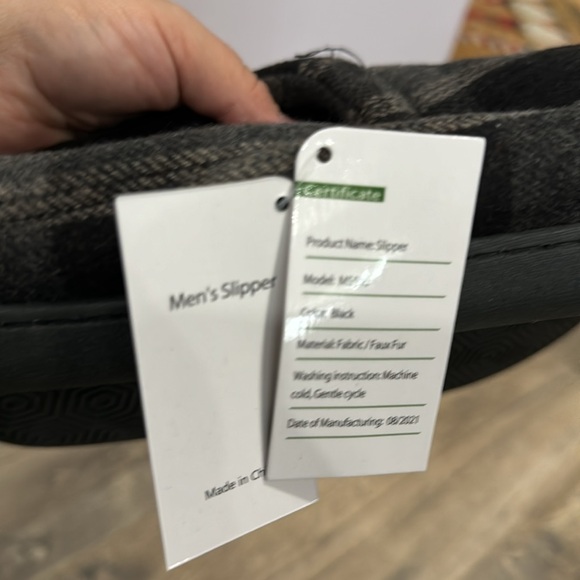 Men's Slipper
Made in
Certificate
Product Name: Slipper
Model:
Color: Black
Material: Fabric / Faux Fur
Washing instruction: Machine
cold, Gentle cycle
Date of Manufacturing: 08/2021